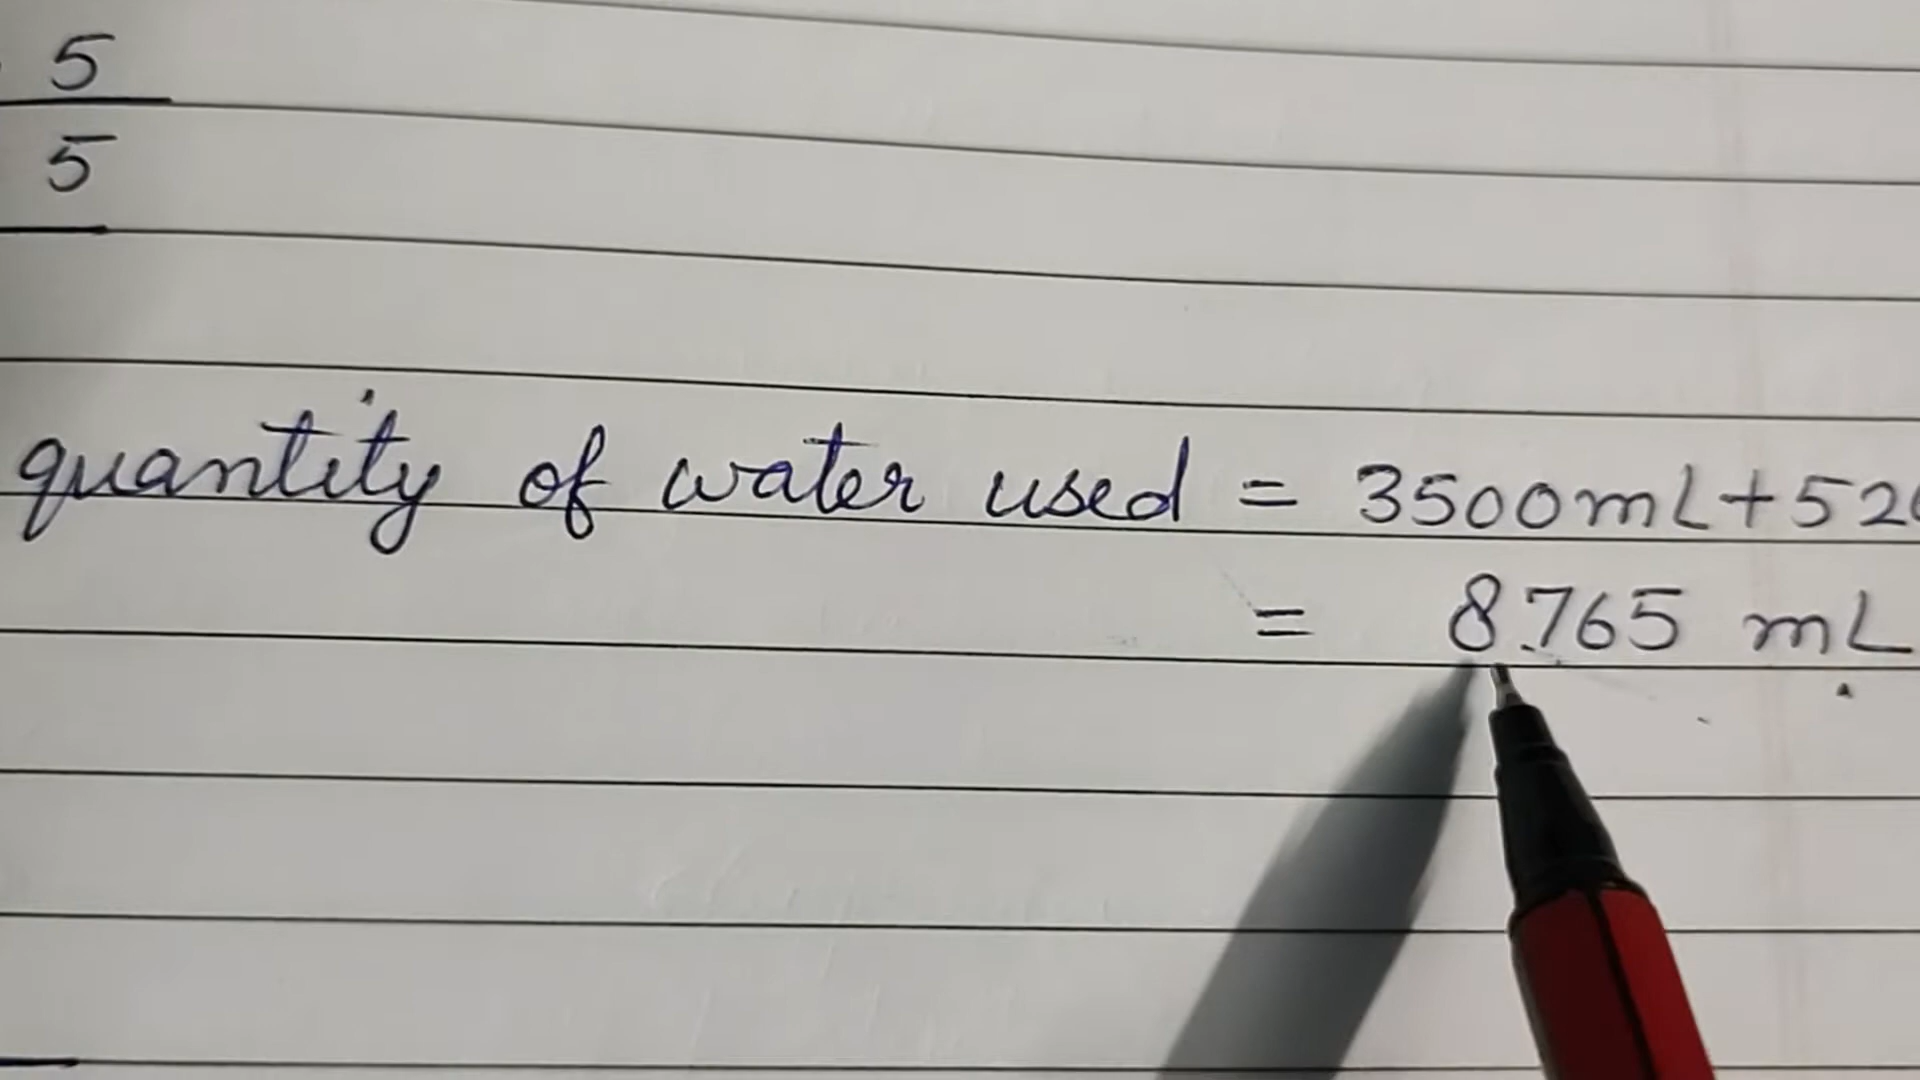 5
5
quantity of water used = 3500mL+52
= 8765 mL